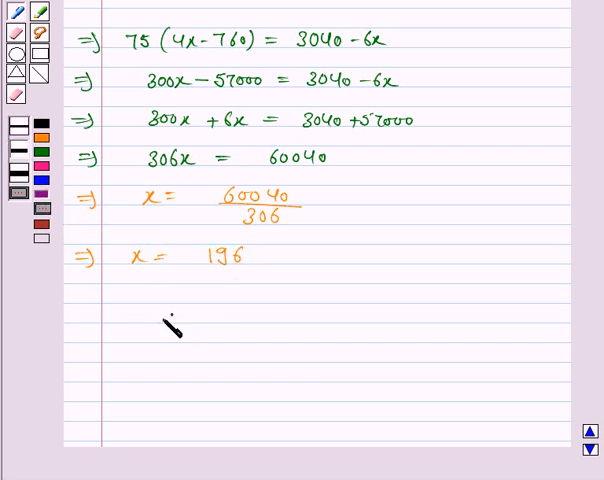 ⇒ 75 (4x - 760) = 3040 - 6x
⇒ 300x - 57000 = 3040 - 6x
⇒ 300x + 6x = 3040 + 57000
⇒ 306x = 60040
⇒ x = 60040/306
⇒ x = 196